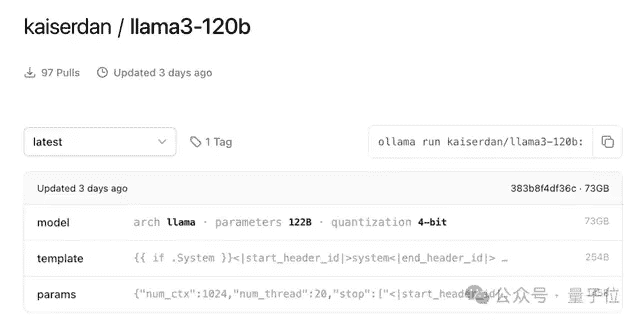 kaiserdan / llama3-120b
97 Pulls Updated 3 days ago
latest 1 Tag ollama run kaiserdan/llama3-120b:
Updated 3 days ago 383b8f4df36c · 73GB
model arch llama · parameters 122B · quantization 4-bit 73GB
template {{ if .System }}<|start_header_id|>system<|end_header_id|> … 254B
params {"num_ctx":1024,"num_thread":20,"stop":["<|start_header_id
公众号 · 量子位